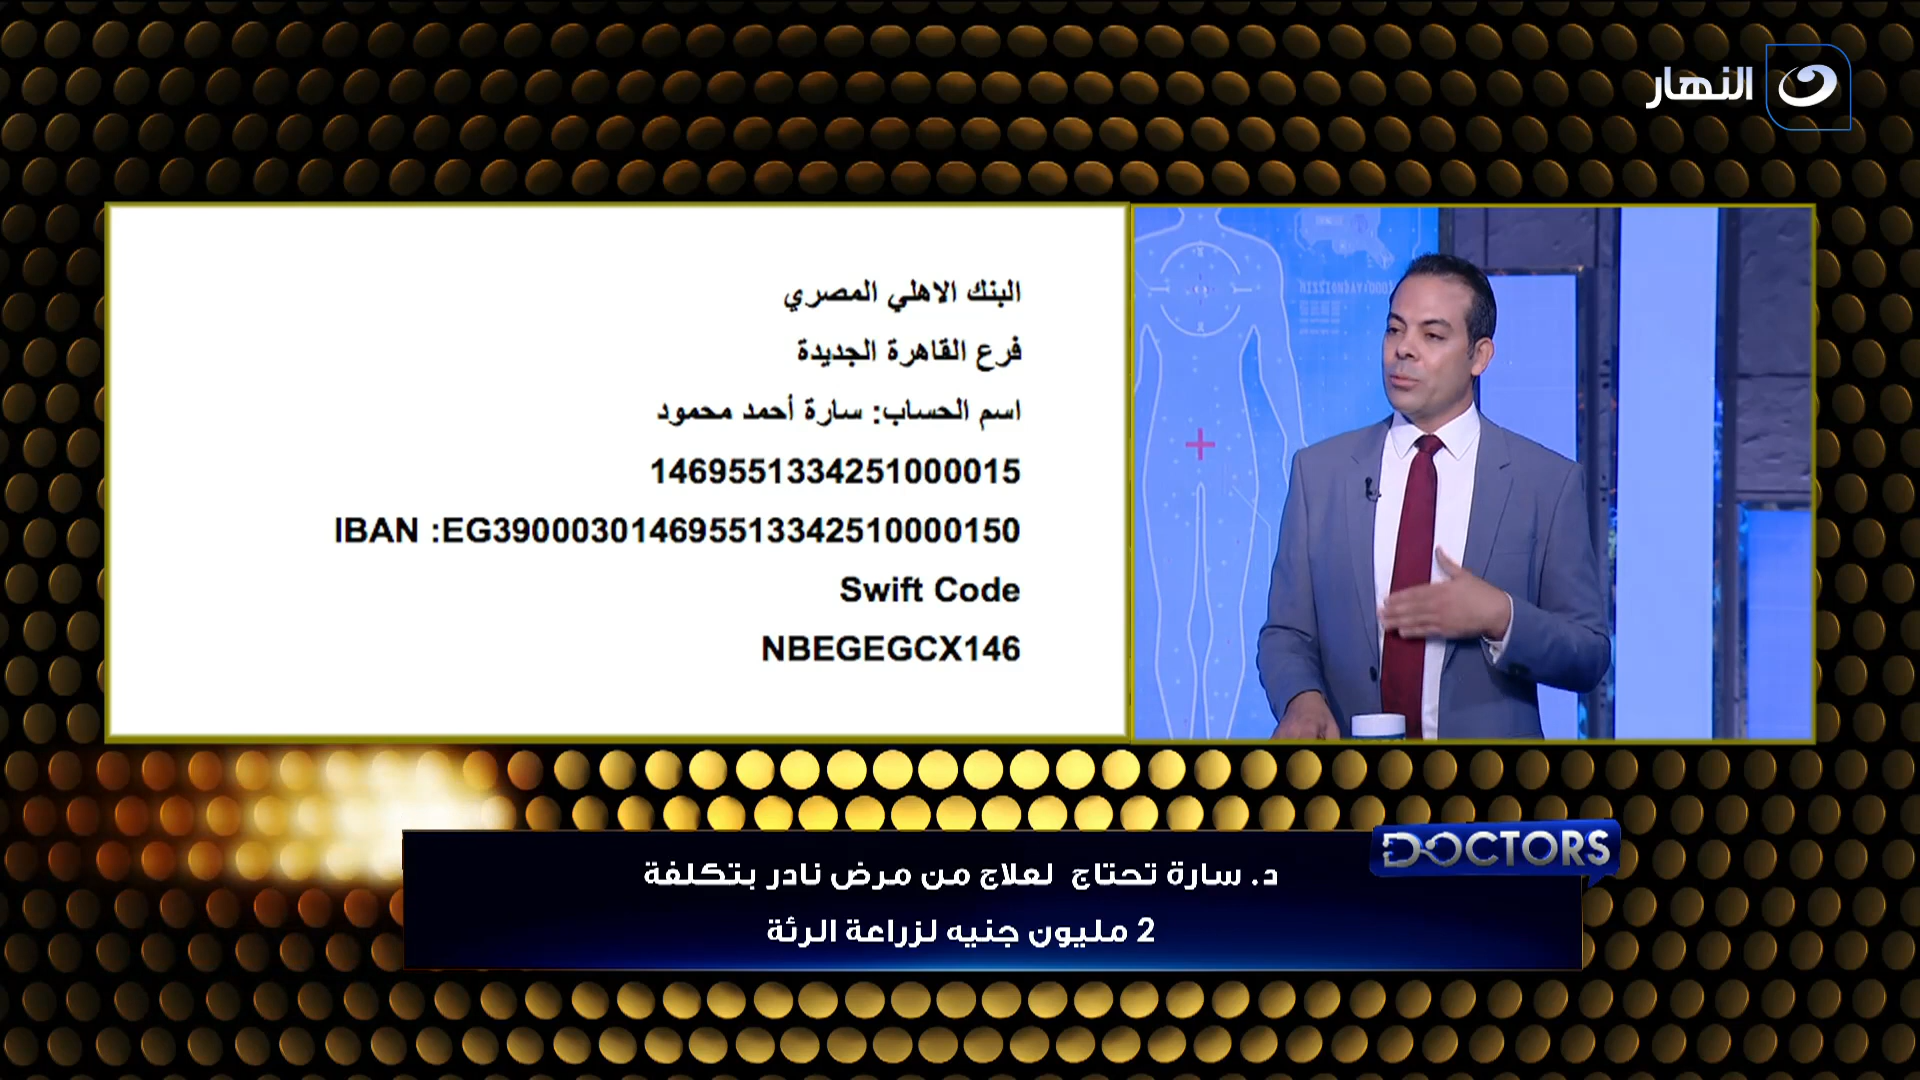 النهار
البنك الاهلي المصري
فرع القاهرة الجديدة
اسم الحساب: سارة أحمد محمود
1469551334251000015
IBAN :EG390003014695513342510000150
Swift Code
NBEGEGCX146
DOCTORS
د. سارة تحتاج لعلاج من مرض نادر بتكلفة
2 مليون جنيه لزراعة الرئة